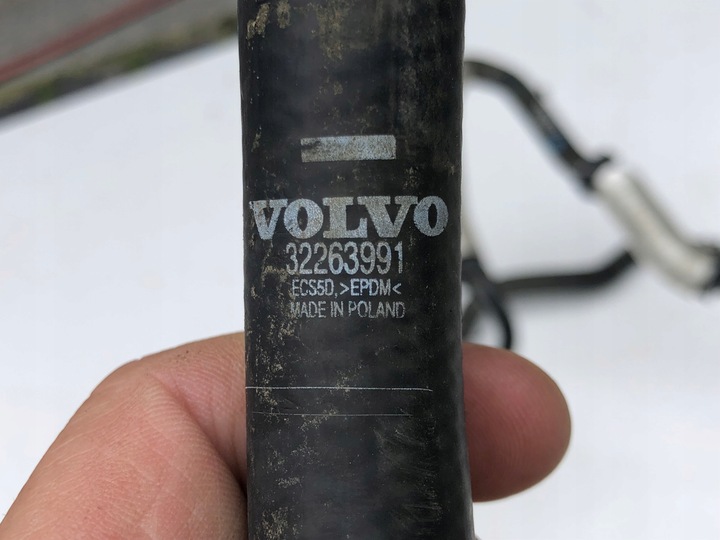 VOLVO
32263991
ECS5D,>EPDM<
MADE IN POLAND